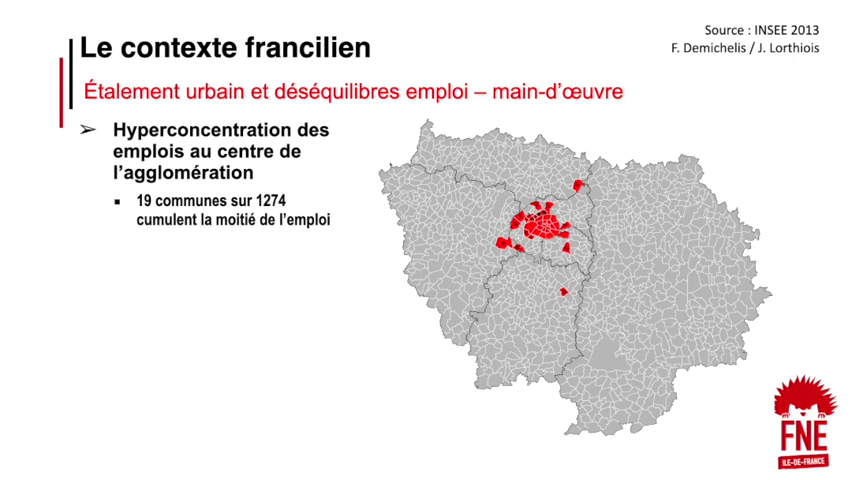 Source : INSEE 2013
F. Demichelis / J. Lorthiois
Le contexte francilien
Étalement urbain et déséquilibres emploi – main-d’œuvre
➢ Hyperconcentration des
emplois au centre de
l’agglomération
▪ 19 communes sur 1274
cumulent la moitié de l’emploi
FNE
ILE-DE-FRANCE